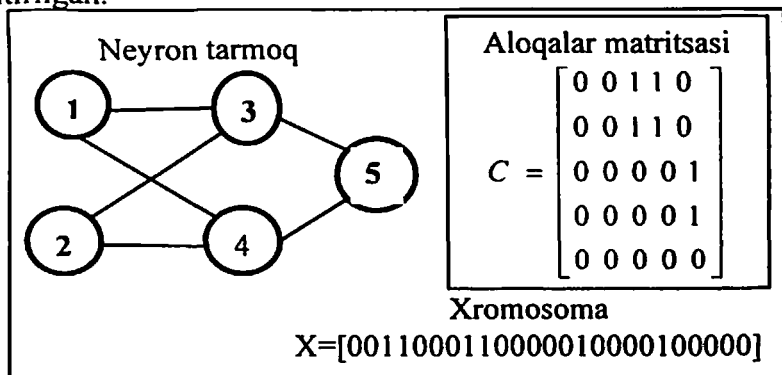 Neyron tarmoq
1
3
5
2
4
Aloqalar matritsasi
0 0 1 1 0
0 0 1 1 0
C = 0 0 0 0 1
0 0 0 0 1
0 0 0 0 0
Xromosoma
X=[0011000110000010000100000]